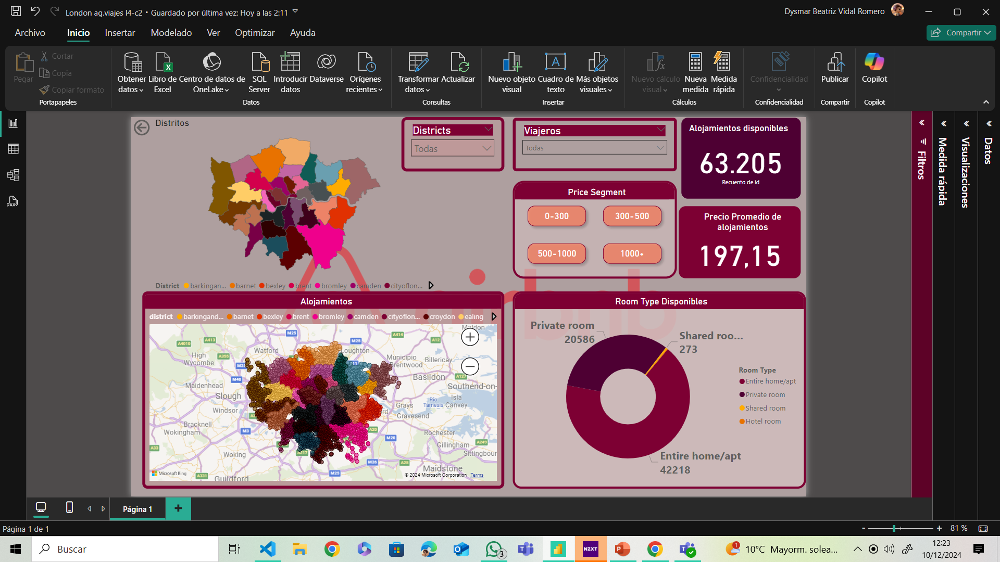 London ag.viajes I4-c2 • Guardado por última vez: Hoy a las 2:11
Dysmar Beatriz Vidal Romero
Archivo
Inicio
Insertar
Modelado
Ver
Optimizar
Ayuda
Compartir
Pegar
Cortar
Copia
Copiar formato
Portapapeles
Obtener datos
Libro de Excel
Centro de datos de OneLake
SQL Server
Introducir datos
Dataverse
Orígenes recientes
Datos
Transformar datos
Actualizar
Consultas
Nuevo objeto visual
Cuadro de texto
Más objetos visuales
Insertar
Nuevo cálculo visual
Nueva medida
Medida rápida
Cálculos
Confidencialidad
Confidencialidad
Publicar
Compartir
Copilot
Copilot
DAX
Distritos
Districts
Todas
Viajeros
Todas
Alojamientos disponibles
63.205
Recuento de id
Price Segment
0-300
300-500
500-1000
1000+
Precio Promedio de
alojamientos
197,15
Filtros
Medida rápida
Visualizaciones
Datos
airbnb
District barkingan... barnet bexley brent bromley camden cityoflon...
Alojamientos
district barkingand... barnet bexley brent bromley camden cityoflon... croydon ealing
Maldon
M25
A414
A413
A4010
A12
High
Wycombe
A355
Watford
M25
Loughton
Municipio
Brentwood
Billericay
M40
Basildon
A127
Maidenhead
Slough
Southend-on-
Windsor
Grays
Río
Támesis
Isla
Canvey
Gravesend
Bracknell
Wokingham
M3
A20
M20
Rochester
A249
Gillingham
Sittingbour
A33
Woking
A217
M26
A25
Maidstone
Microsoft Bing
A331
Guildford
M25
© 2024 Microsoft Corporation Terms
Room Type Disponibles
Private room
20586
Shared roo...
273
Entire home/apt
42218
Room Type
Entire home/apt
Private room
Shared room
Hotel room
Página 1
Página 1 de 1
81 %
Buscar
3
NZXT
1
10°C Mayorm. solea...
12:23
10/12/2024